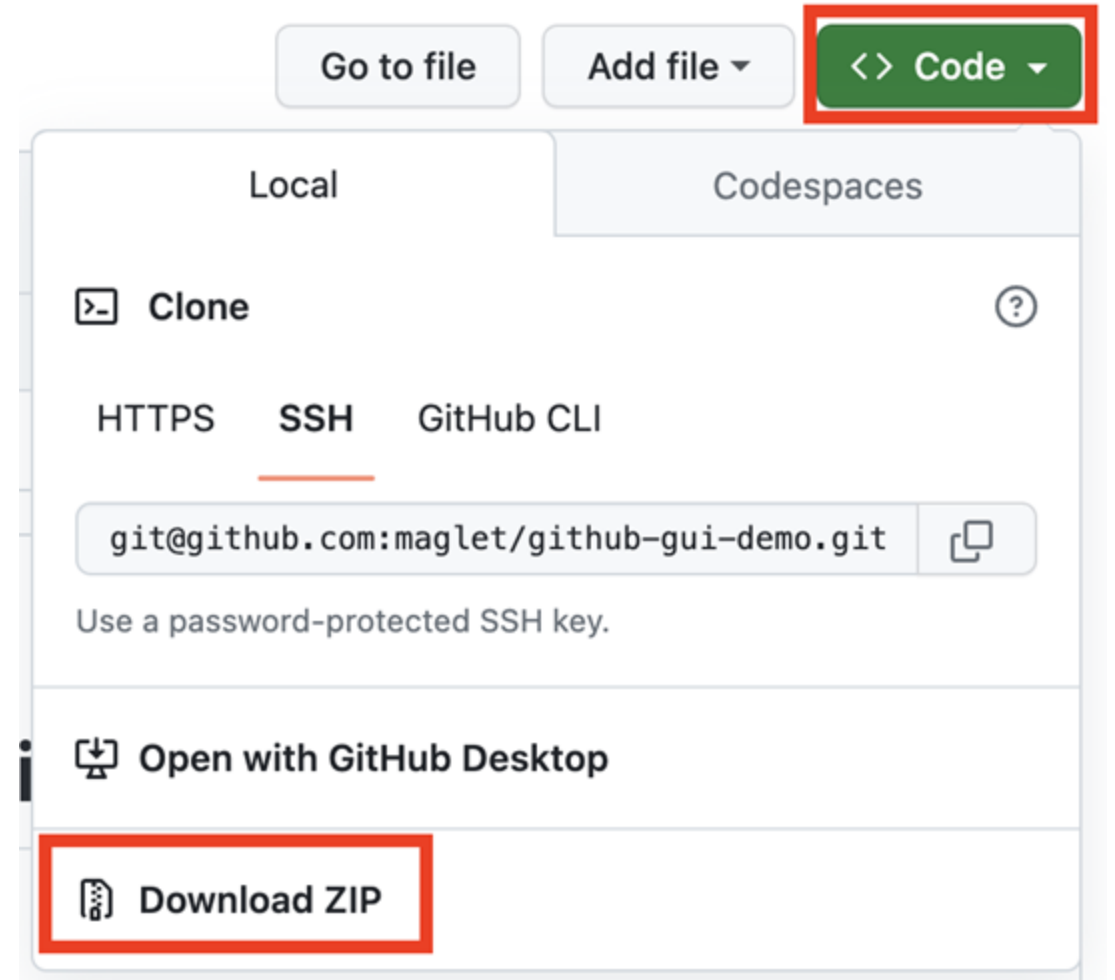 Go to file Add file <> Code
Local Codespaces
Clone
HTTPS SSH GitHub CLI
git@github.com:maglet/github-gui-demo.git
Use a password-protected SSH key.
Open with GitHub Desktop
Download ZIP